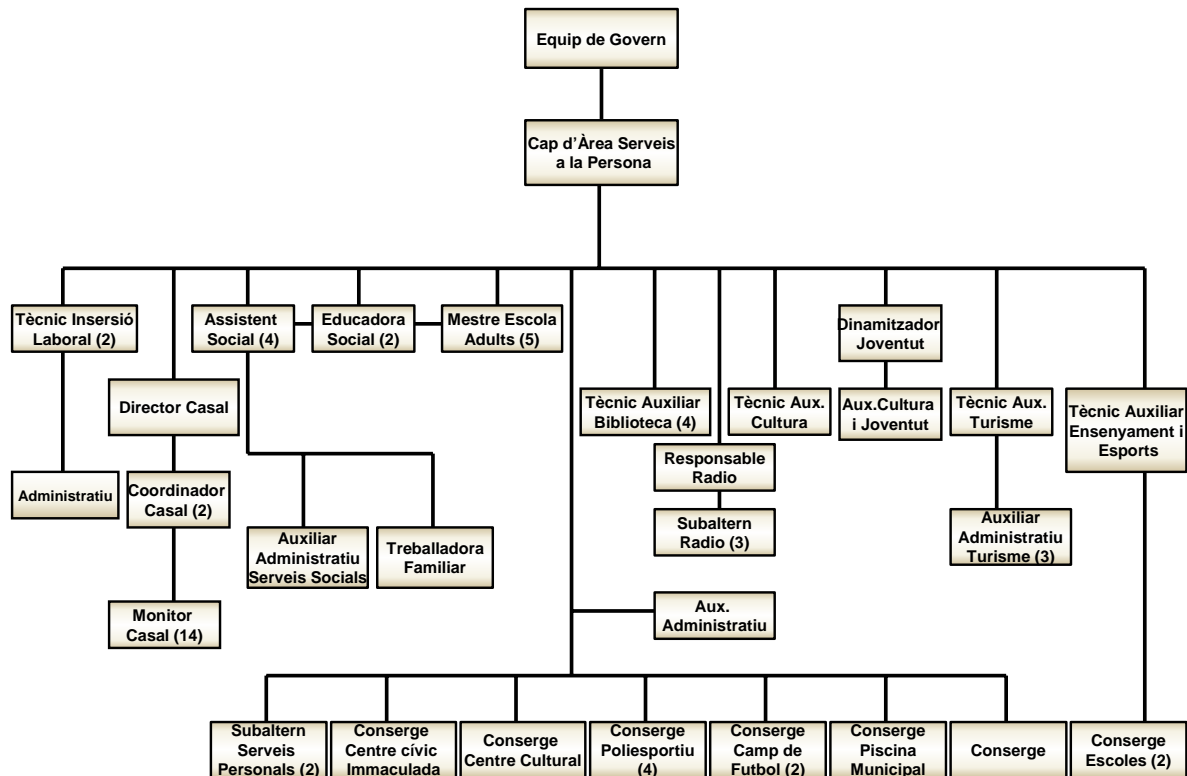 Equip de Govern
Cap d’Àrea Serveis
a la Persona
Tècnic Insersió
Laboral (2)
Assistent
Social (4)
Educadora
Social (2)
Mestre Escola
Adults (5)
Dinamitzador
Joventut
Director Casal
Tècnic Auxiliar
Biblioteca (4)
Tècnic Aux.
Cultura
Aux.Cultura
i Joventut
Tècnic Aux.
Turisme
Tècnic Auxiliar
Ensenyament i
Esports
Administratiu
Coordinador
Casal (2)
Responsable
Radio
Auxiliar
Administratiu
Serveis Socials
Treballadora
Familiar
Subaltern
Radio (3)
Auxiliar
Administratiu
Turisme (3)
Monitor
Casal (14)
Aux.
Administratiu
Subaltern
Serveis
Personals (2)
Conserge
Centre cívic
Immaculada
Conserge
Centre Cultural
Conserge
Poliesportiu
(4)
Conserge
Camp de
Futbol (2)
Conserge
Piscina
Municipal
Conserge
Conserge
Escoles (2)